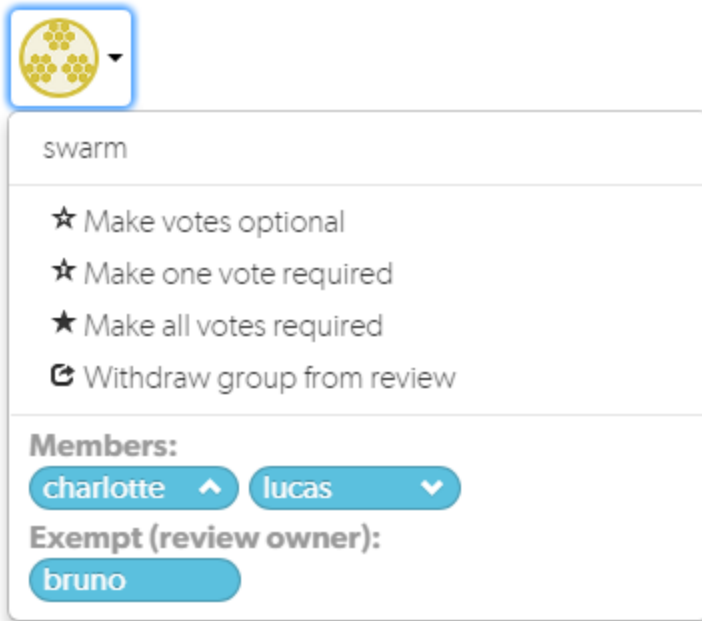 swarm
Make votes optional
Make one vote required
Make all votes required
Withdraw group from review
Members:
charlotte lucas
Exempt (review owner):
bruno